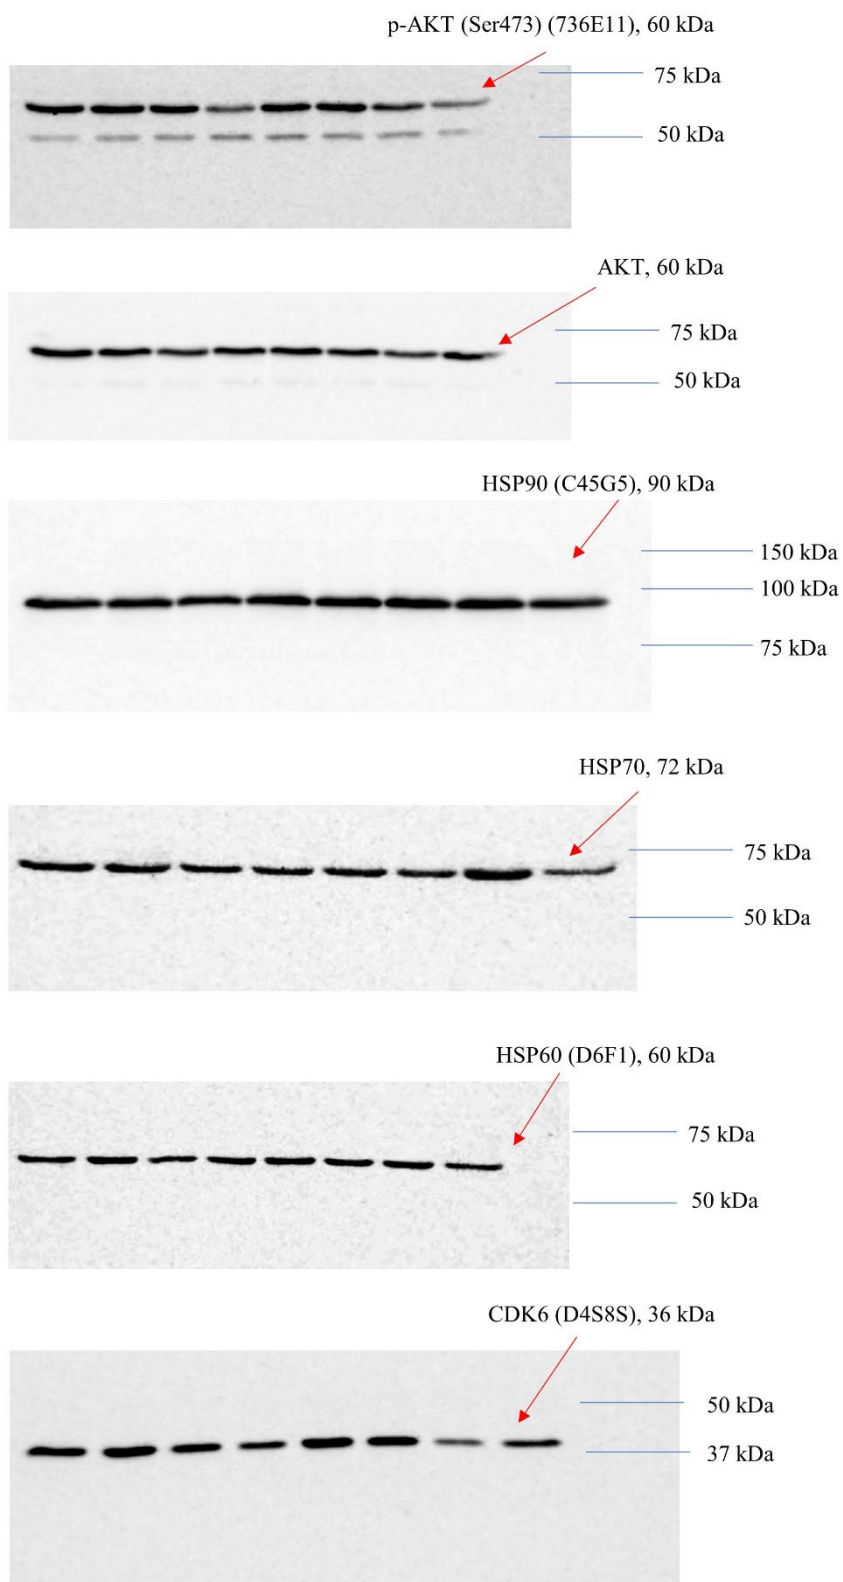 p-AKT (Ser473) (736E11), 60 kDa
75 kDa
50 kDa
AKT, 60 kDa
75 kDa
50 kDa
HSP90 (C45G5), 90 kDa
150 kDa
100 kDa
75 kDa
HSP70, 72 kDa
75 kDa
50 kDa
HSP60 (D6F1), 60 kDa
75 kDa
50 kDa
CDK6 (D4S8S), 36 kDa
50 kDa
37 kDa